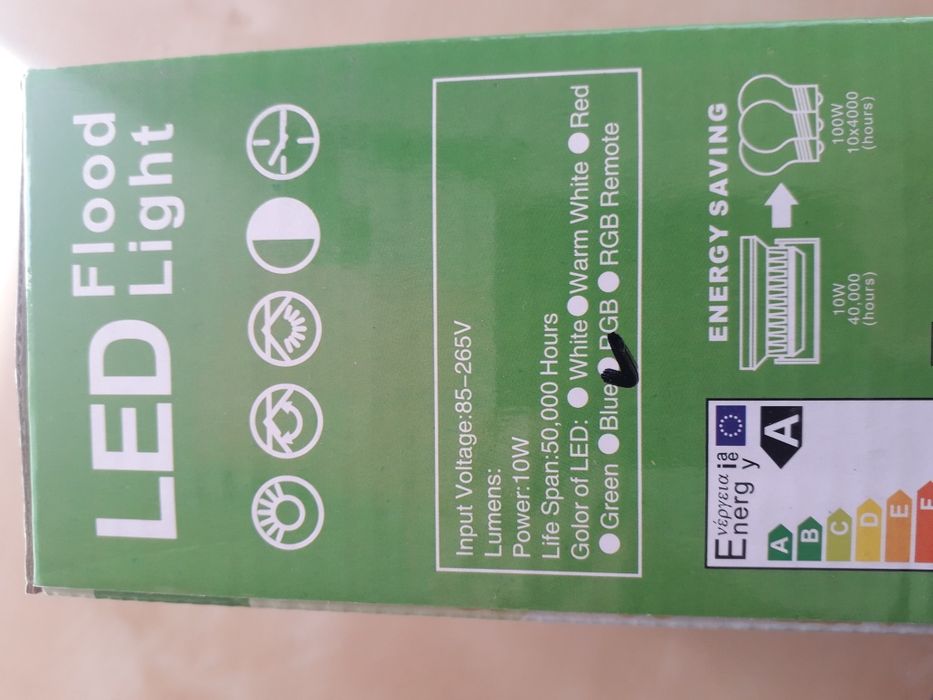 LED Flood
Light
Input Voltage:85-265V
Lumens:
Power:10W
Life Span:50,000 Hours
Golor of LED: ● White ● Warm White ● Red
● Green ● Blue ● RGB ● RGB Remote
ENERGY SAVING
10W
40,000
(hours)
100W
10x4000
(hours)
Energ
νέργεια
ia
ie
y
A
A
B
C
D
E
F